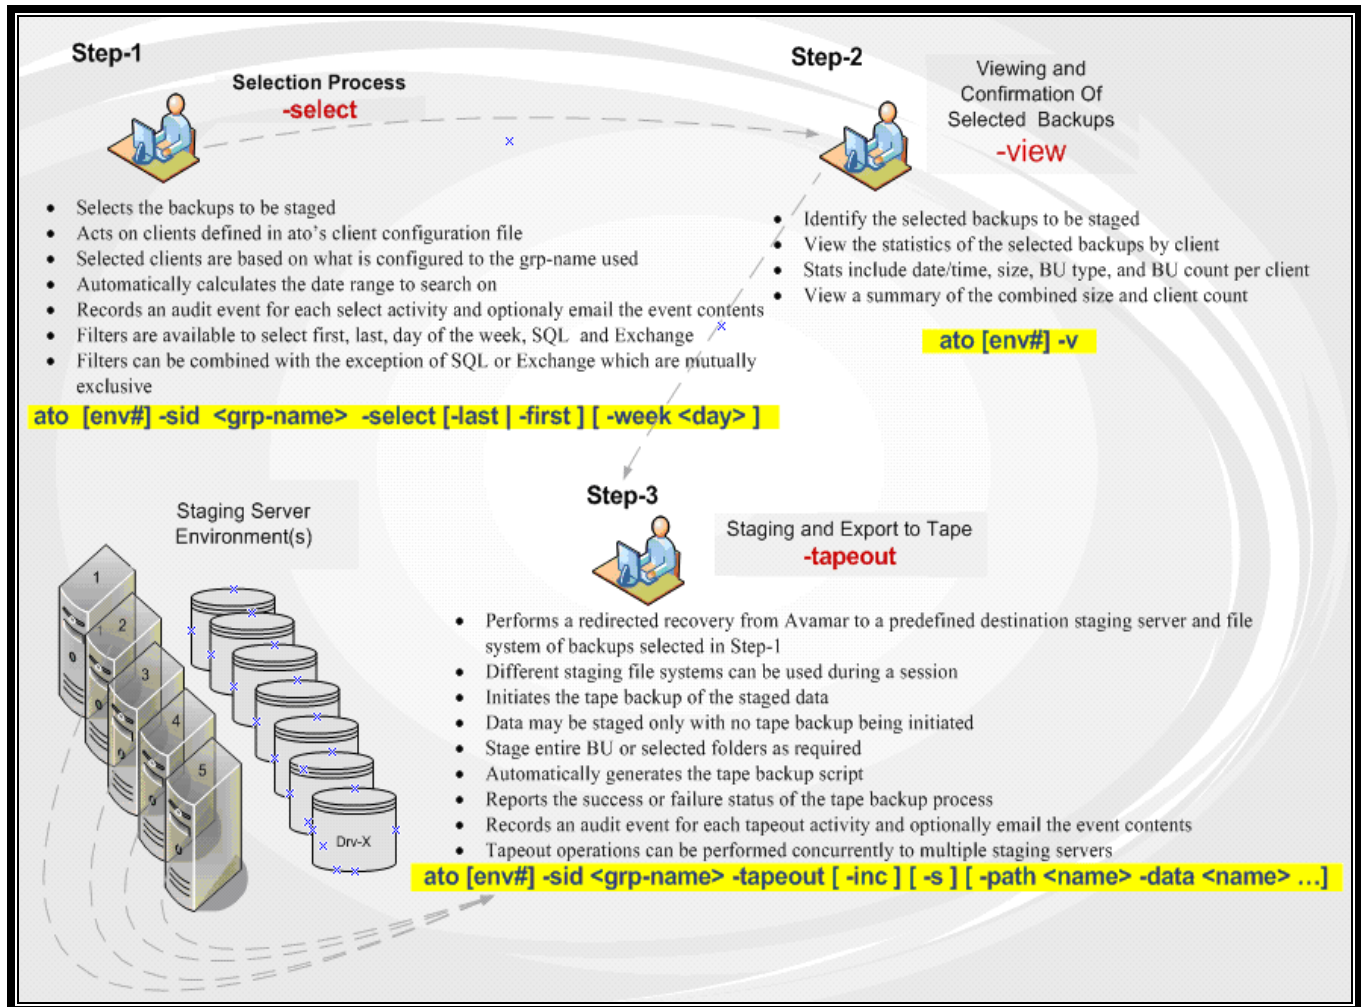 Step-1
Selection Process
-select
• Selects the backups to be staged
• Acts on clients defined in ato's client configuration file
• Selected clients are based on what is configured to the grp-name used
• Automatically calculates the date range to search on
• Records an audit event for each select activity and optionaly email the event contents
• Filters are available to select first, last, day of the week, SQL and Exchange
• Filters can be combined with the exception of SQL or Exchange which are mutually
exclusive
ato [env#] -sid <grp-name> -select [-last | -first ] [ -week <day> ]
Step-2
Viewing and
Confirmation Of
Selected Backups
-view
• Identify the selected backups to be staged
• View the statistics of the selected backups by client
• Stats include date/time, size, BU type, and BU count per client
• View a summary of the combined size and client count
ato [env#] -v
Staging Server
Environment(s)
1
2
1
3
4
5
Drv-X
Step-3
Staging and Export to Tape
-tapeout
• Performs a redirected recovery from Avamar to a predefined destination staging server and file
system of backups selected in Step-1
• Different staging file systems can be used during a session
• Initiates the tape backup of the staged data
• Data may be staged only with no tape backup being initiated
• Stage entire BU or selected folders as required
• Automatically generates the tape backup script
• Reports the success or failure status of the tape backup process
• Records an audit event for each tapeout activity and optionally email the event contents
• Tapeout operations can be performed concurrently to multiple staging servers
ato [env#] -sid <grp-name> -tapeout [ -inc ] [ -s ] [ -path <name> -data <name> …]